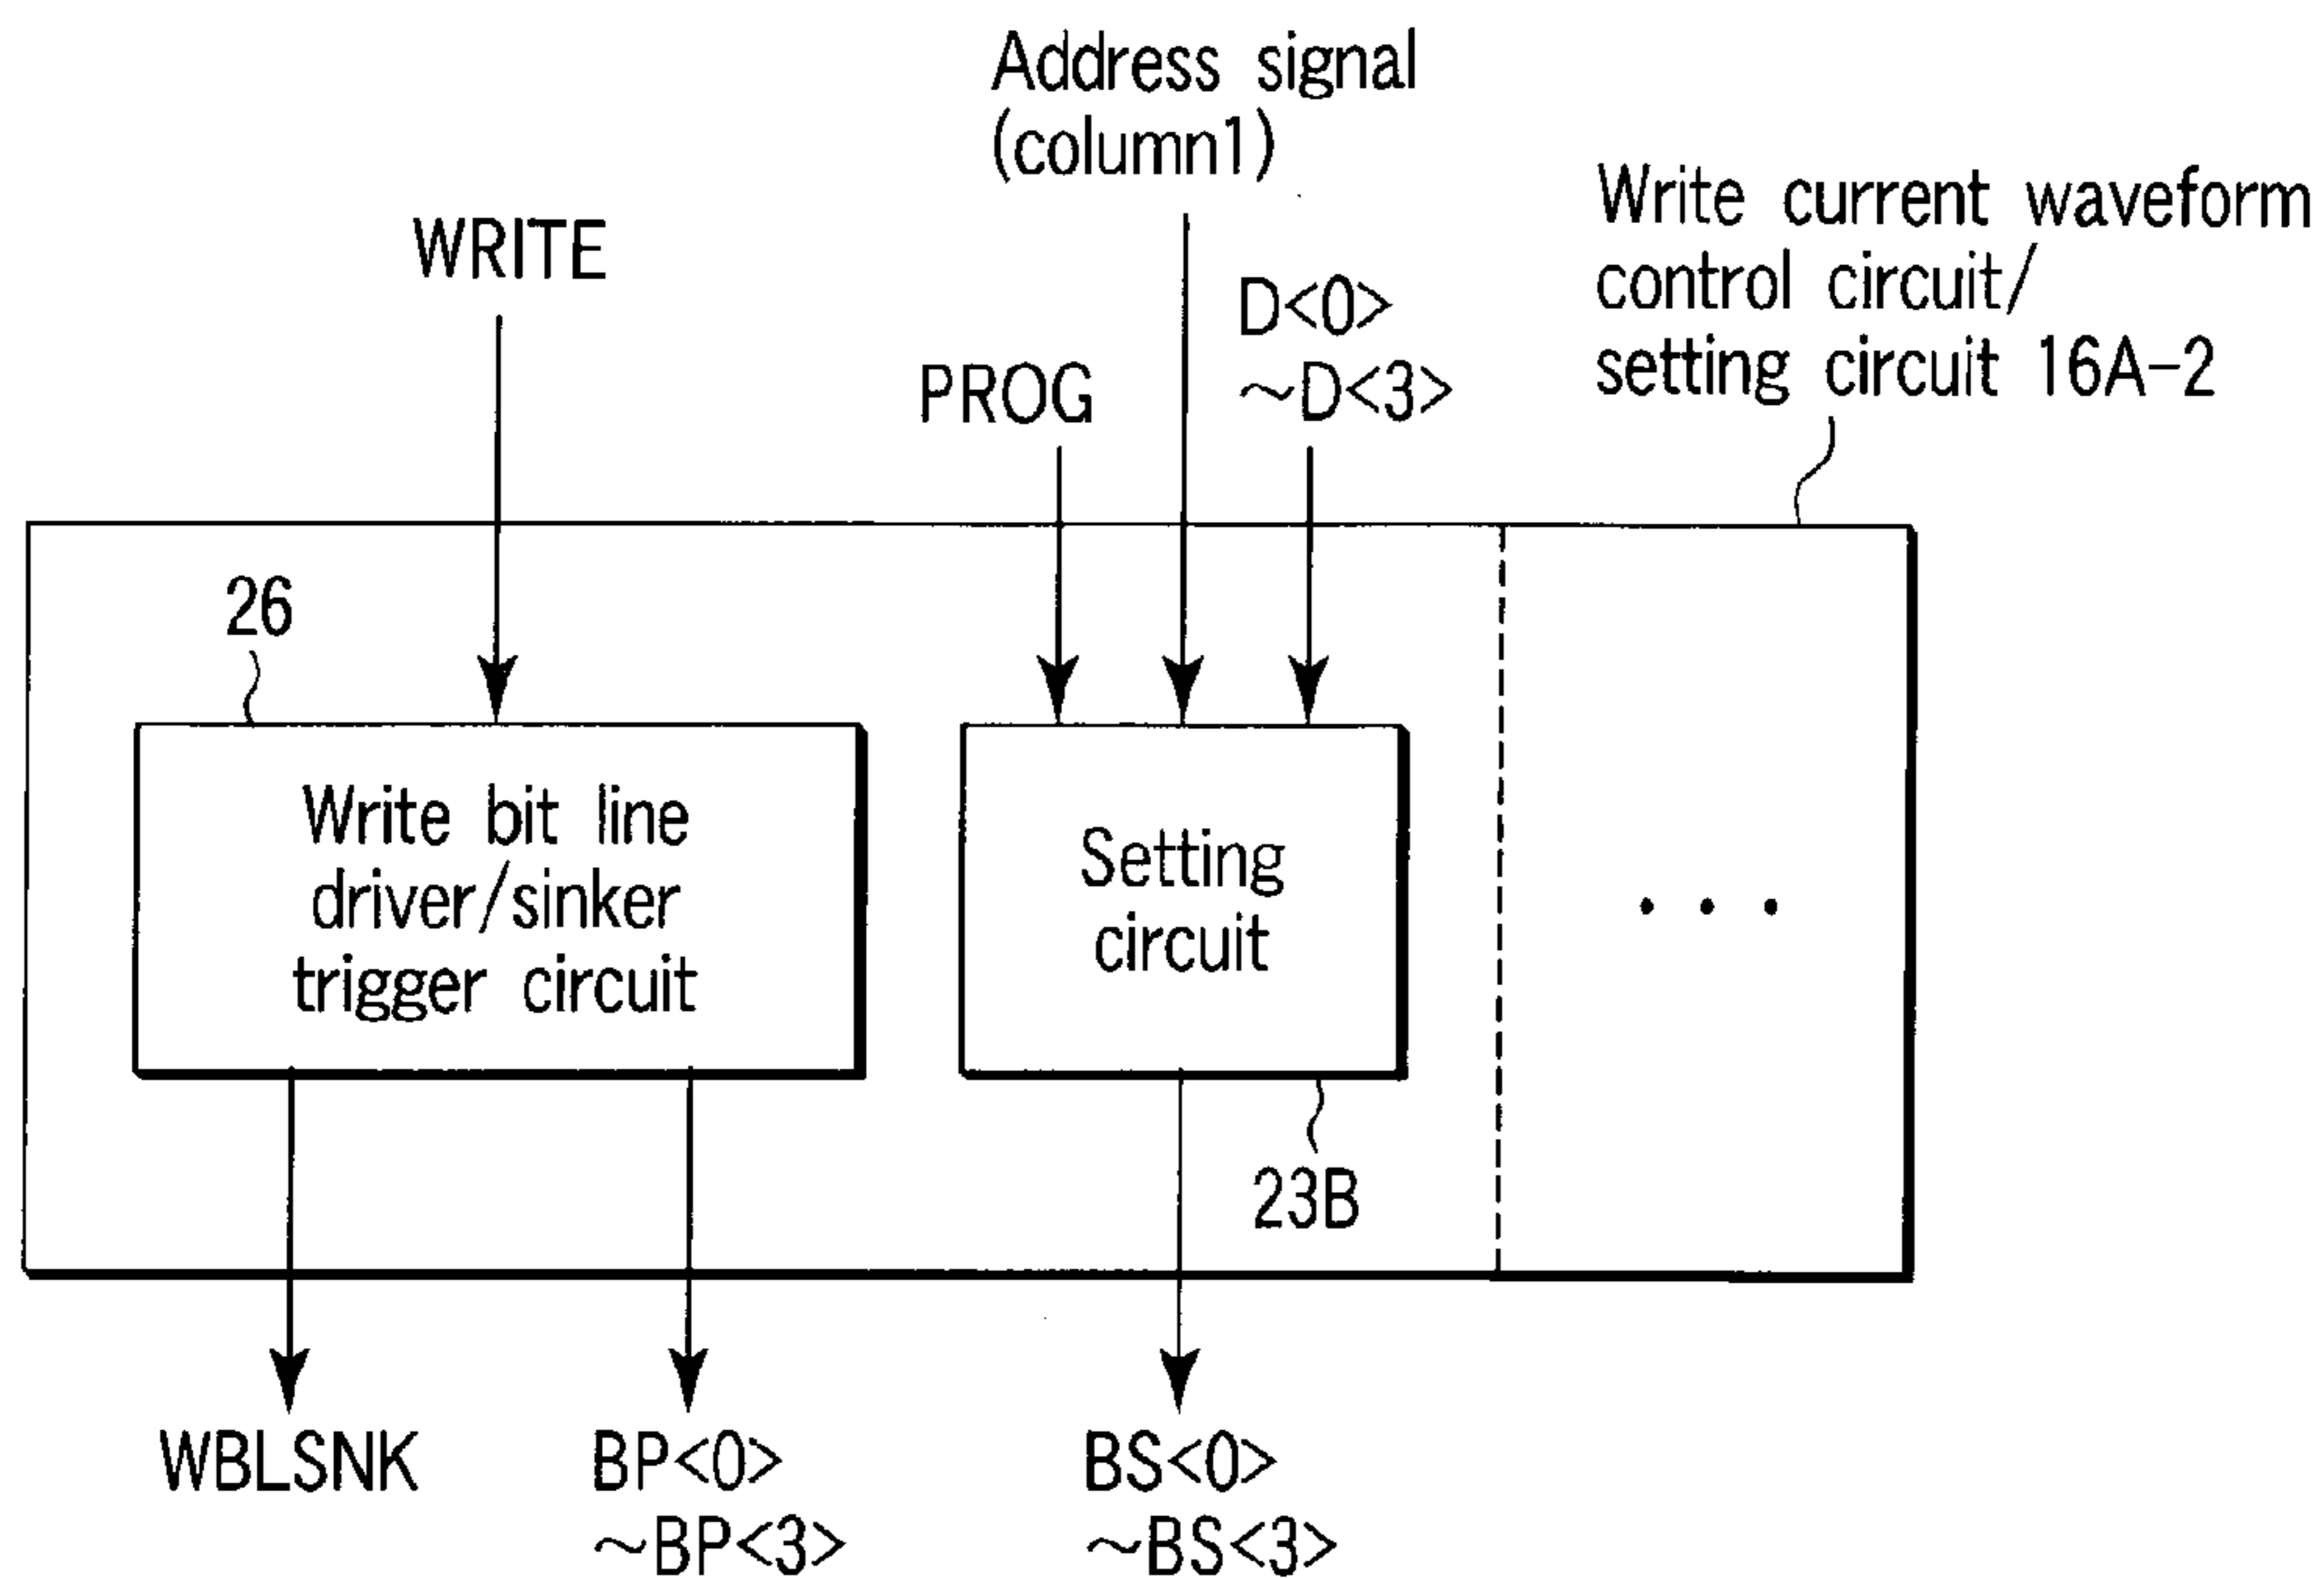 Address signal
(column1)
Write current waveform
control circuit/
setting circuit 16A-2
WRITE
D<0>
~D<3>
PROG
26
Write bit line
driver/sinker
trigger circuit
Setting
circuit
• • •
23B
WBLSNK
BP<0>
~BP<3>
BS<0>
~BS<3>